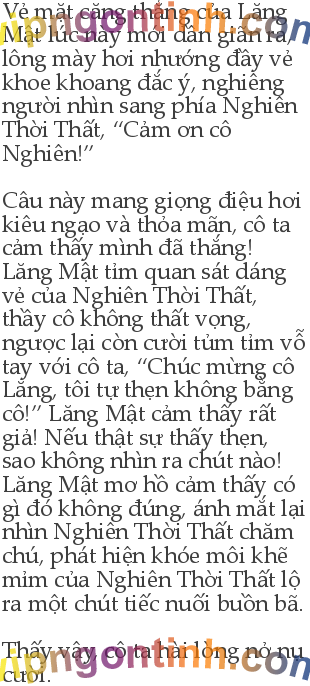 Vẻ mặt căng thẳng của Lăng
Mật lúc này mới dần giãn ra,
lông mày hơi nhướng đầy vẻ
khoe khoang đắc ý, nghiêng
người nhìn sang phía Nghiên
Thời Thất, “Cảm ơn cô
Nghiên!”
Câu này mang giọng điệu hơi
kiêu ngạo và thỏa mãn, cô ta
cảm thấy mình đã thắng!
Lăng Mật tỉm quan sát dáng
vẻ của Nghiên Thời Thất,
thầy cô không thất vọng,
ngược lại còn cười tủm tỉm vỗ
tay với cô ta, “Chúc mừng cô
Lăng, tôi tự thẹn không bằng
cô!” Lăng Mật cảm thấy rất
giả! Nếu thật sự thấy thẹn,
sao không nhìn ra chút nào!
Lăng Mật mơ hồ cảm thấy có
gì đó không đúng, ánh mắt lại
nhìn Nghiên Thời Thất chăm
chú, phát hiện khóe môi khẽ
mỉm của Nghiên Thời Thất lộ
ra một chút tiếc nuối buồn bã.
Thấy vậy, cô ta hài lòng nở nụ
cười.